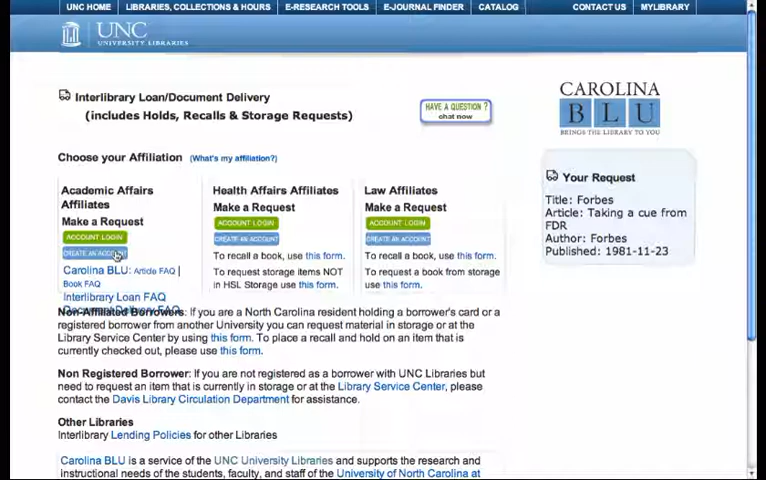 UNC HOME LIBRARIES, COLLECTIONS & HOURS E-RESEARCH TOOLS E-JOURNAL FINDER CATALOG CONTACT US MYLIBRARY
UNC
UNIVERSITY LIBRARIES
Interlibrary Loan/Document Delivery
(includes Holds, Recalls & Storage Requests)
HAVE A QUESTION?
chat now
CAROLINA
BLU
BRINGS THE LIBRARY TO YOU
Choose your Affiliation (What's my affiliation?)
Academic Affairs
Affiliates
Make a Request
ACCOUNT LOGIN
CREATE AN ACCOUNT
Carolina BLU: Article FAQ |
Book FAQ
Interlibrary Loan FAQ
Document Delivery FAQ
Health Affairs Affiliates
Make a Request
ACCOUNT LOGIN
CREATE AN ACCOUNT
To recall a book, use this form.
To request storage items NOT
in HSL Storage use this form.
Law Affiliates
Make a Request
ACCOUNT LOGIN
CREATE AN ACCOUNT
To recall a book, use this form.
To request a book from storage
use this form.
Your Request
Title: Forbes
Article: Taking a cue from
FDR
Author: Forbes
Published: 1981-11-23
Non-Affiliated Borrowers: If you are a North Carolina resident holding a borrower's card or a
registered borrower from another University you can request material in storage or at the
Library Service Center by using this form. To place a recall and hold on an item that is
currently checked out, please use this form.
Non Registered Borrower: If you are not registered as a borrower with UNC Libraries but
need to request an item that is currently in storage or at the Library Service Center, please
contact the Davis Library Circulation Department for assistance.
Other Libraries
Interlibrary Lending Policies for other Libraries
Carolina BLU is a service of the UNC University Libraries and supports the research and
instructional needs of the students, faculty, and staff of the University of North Carolina at